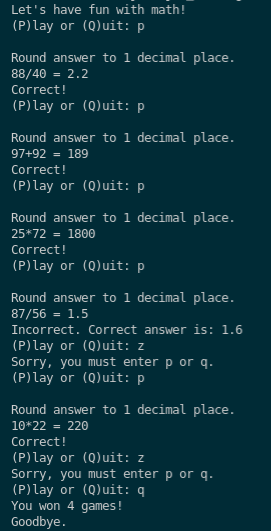 Let's have fun with math!
(P)lay or (Q)uit: p
Round answer to 1 decimal place.
88/40 = 2.2
Correct!
(P)lay or (Q)uit: p
Round answer to 1 decimal place.
97+92 = 189
Correct!
(P)lay or (Q)uit: p
Round answer to 1 decimal place.
25*72 = 1800
Correct!
(P)lay or (Q)uit: p
Round answer to 1 decimal place.
87/56 = 1.5
Incorrect. Correct answer is: 1.6
(P)lay or (Q)uit: z
Sorry, you must enter p or q.
(P)lay or (Q)uit: p
Round answer to 1 decimal place.
10*22 = 220
Correct!
(P)lay or (Q)uit: z
Sorry, you must enter p or q.
(P)lay or (Q)uit: q
You won 4 games!
Goodbye.